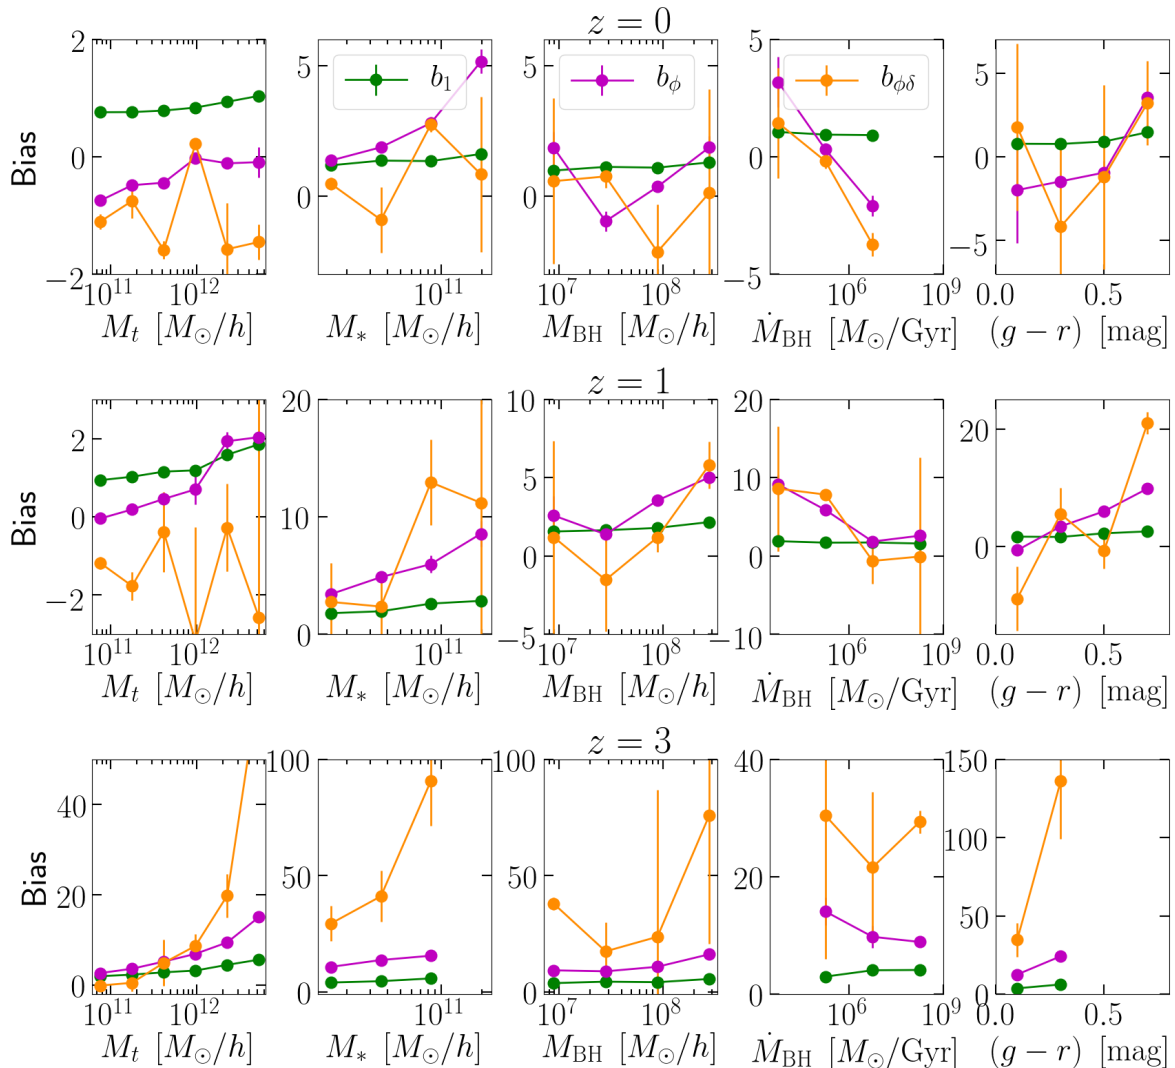 z = 0
2
0
−2
Bias
10^11 10^12
M_t [M_⊙/h]
5
0
b_1
10^11
M_* [M_⊙/h]
5
0
b_ϕ
10^7 10^8
M_BH [M_⊙/h]
5
0
−5
b_ϕδ
10^6 10^9
Ṁ_BH [M_⊙/Gyr]
5
0
−5
0.0 0.5
(g − r) [mag]
z = 1
2
0
−2
Bias
10^11 10^12
M_t [M_⊙/h]
20
10
0
10^11
M_* [M_⊙/h]
10
5
0
−5
10^7 10^8
M_BH [M_⊙/h]
20
10
0
−10
10^6 10^9
Ṁ_BH [M_⊙/Gyr]
20
0
0.0 0.5
(g − r) [mag]
z = 3
40
20
0
Bias
10^11 10^12
M_t [M_⊙/h]
100
50
0
10^11
M_* [M_⊙/h]
100
50
0
10^7 10^8
M_BH [M_⊙/h]
40
20
0
10^6 10^9
Ṁ_BH [M_⊙/Gyr]
150
100
50
0
0.0 0.5
(g − r) [mag]